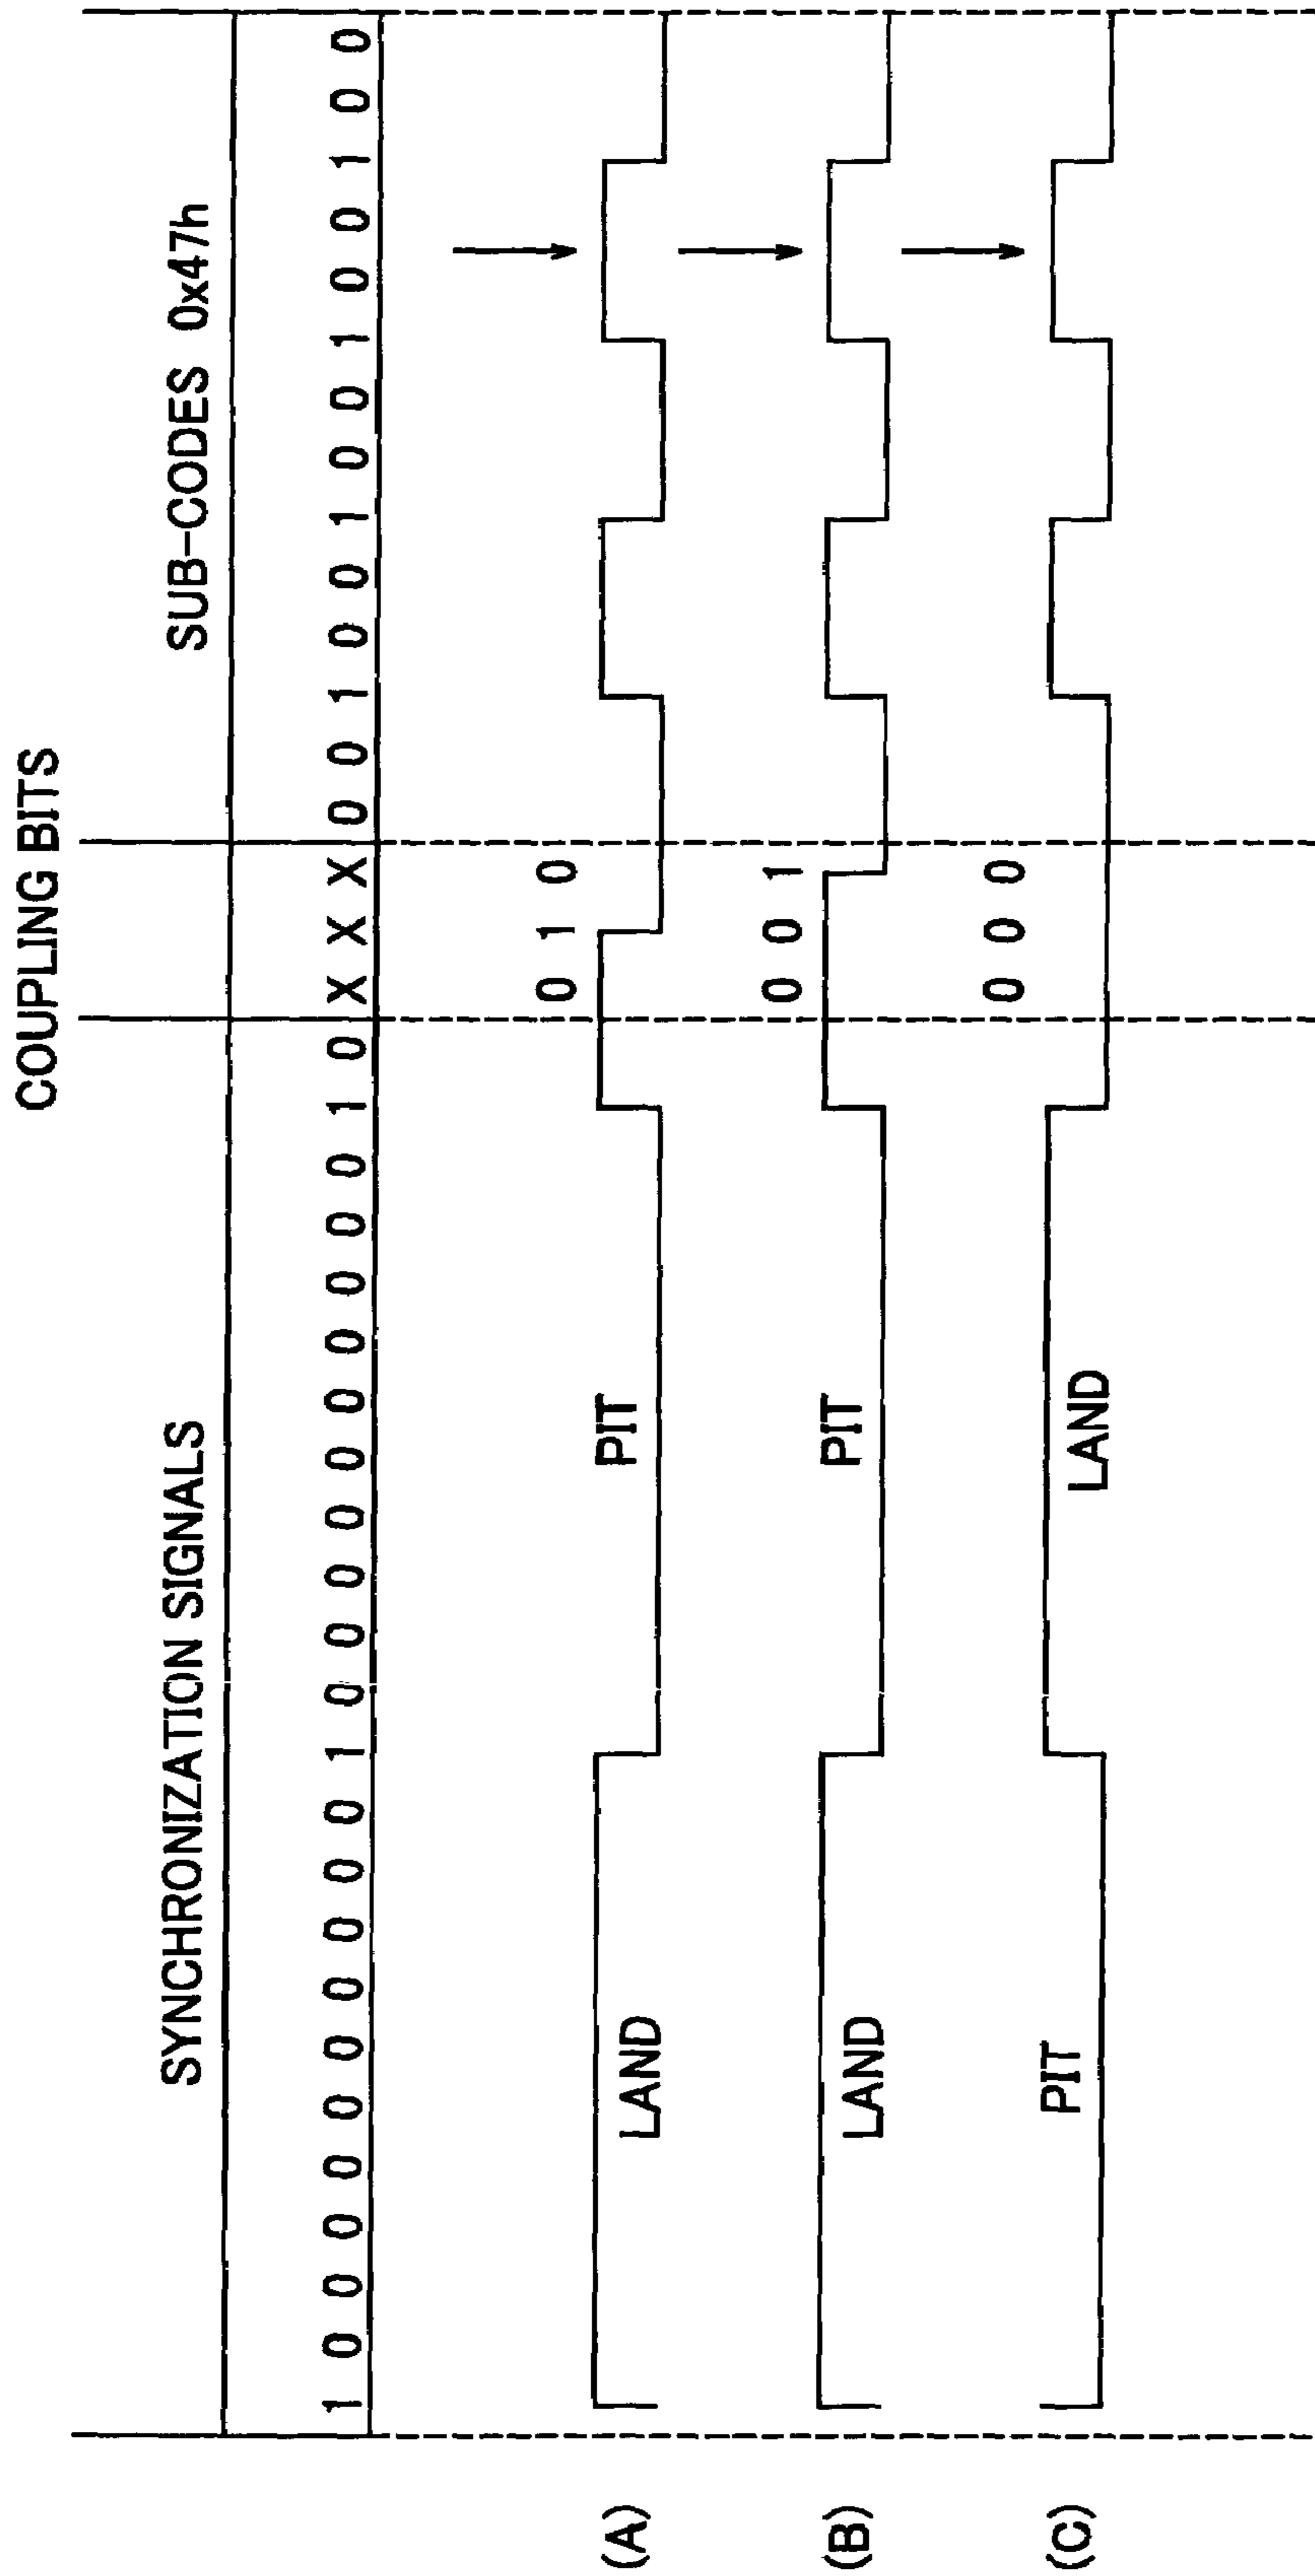 COUPLING BITS
SYNCHRONIZATION SIGNALS
SUB-CODES 0x47h
1 0 0 0 0 0 0 0 0 0 0 1 0 0 0 0 0 0 0 0 0 0 1 0 X X X 0 0 1 0 0 1 0 0 1 0 0 1 0 0
0 1 0
(A) LAND PIT
0 0 1
(B) LAND PIT
0 0 0
(C) PIT LAND